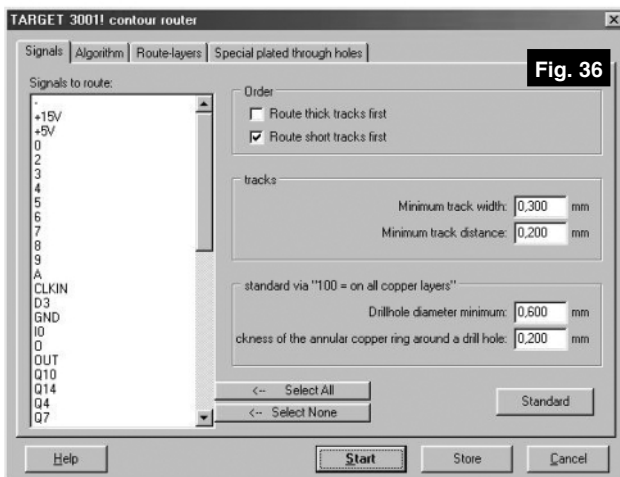 TARGET 3001! contour router
Signals
Algorithm
Route-layers
Special plated through holes
Fig. 36
Signals to route:
-
+15V
+5V
0
2
3
4
5
6
7
8
9
A
CLKIN
D3
GND
I0
O
OUT
Q10
Q14
Q4
Q7
Order
Route thick tracks first
Route short tracks first
tracks
Minimum track width: 0,300 mm
Minimum track distance: 0,200 mm
standard via "100 = on all copper layers"
Drillhole diameter minimum: 0,600 mm
ckness of the annular copper ring around a drill hole: 0,200 mm
<-- Select All
<-- Select None
Standard
Help
Start
Store
Cancel